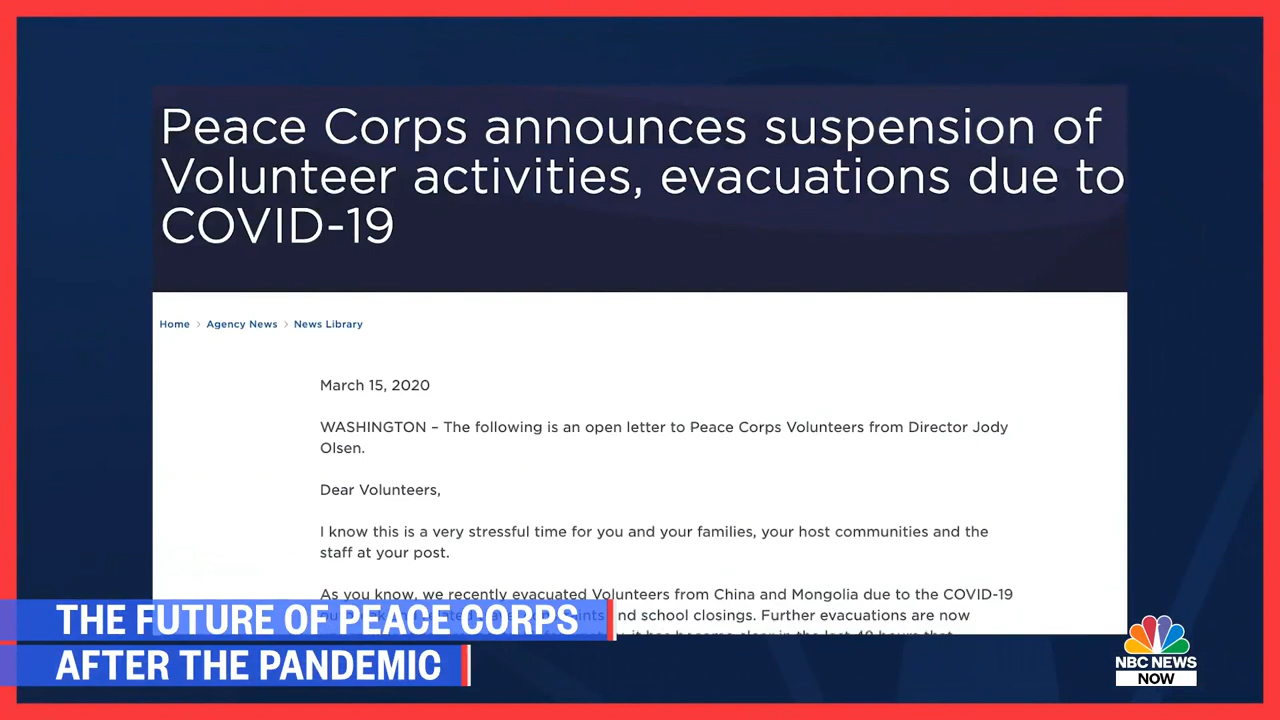 Peace Corps announces suspension of
Volunteer activities, evacuations due to
COVID-19
Home > Agency News > News Library
March 15, 2020
WASHINGTON – The following is an open letter to Peace Corps Volunteers from Director Jody
Olsen.
Dear Volunteers,
I know this is a very stressful time for you and your families, your host communities and the
staff at your post.
As you know, we recently evacuated Volunteers from China and Mongolia due to the COVID-19
nd school closings. Further evacuations are now
THE FUTURE OF PEACE CORPS
AFTER THE PANDEMIC
NBC NEWS
NOW